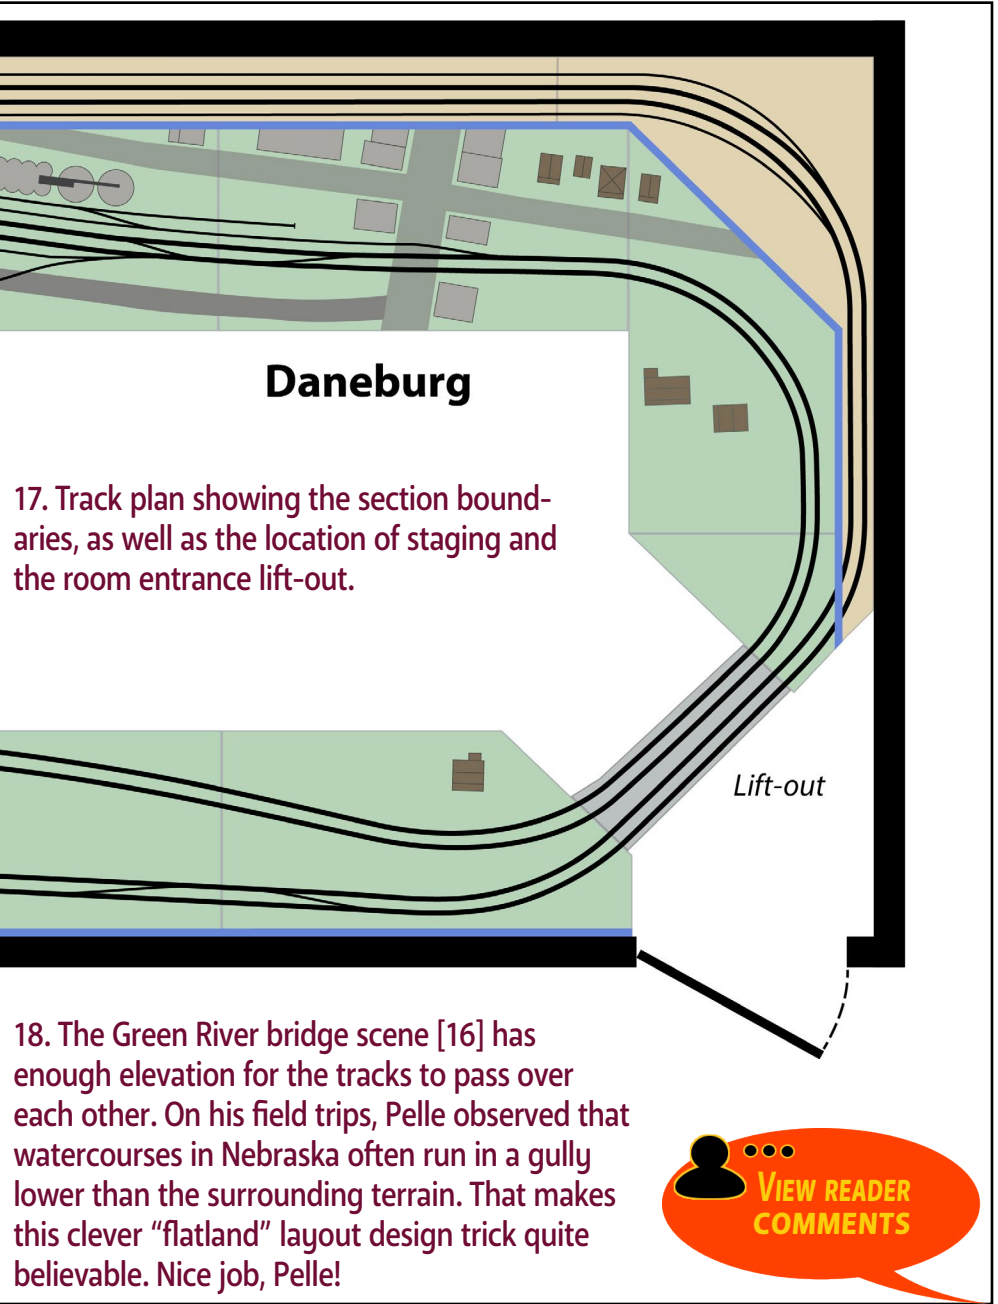 Daneburg
17. Track plan showing the section bound-
aries, as well as the location of staging and
the room entrance lift-out.
Lift-out
18. The Green River bridge scene [16] has
enough elevation for the tracks to pass over
each other. On his field trips, Pelle observed that
watercourses in Nebraska often run in a gully
lower than the surrounding terrain. That makes
this clever “flatland” layout design trick quite
believable. Nice job, Pelle!
VIEW READER
COMMENTS